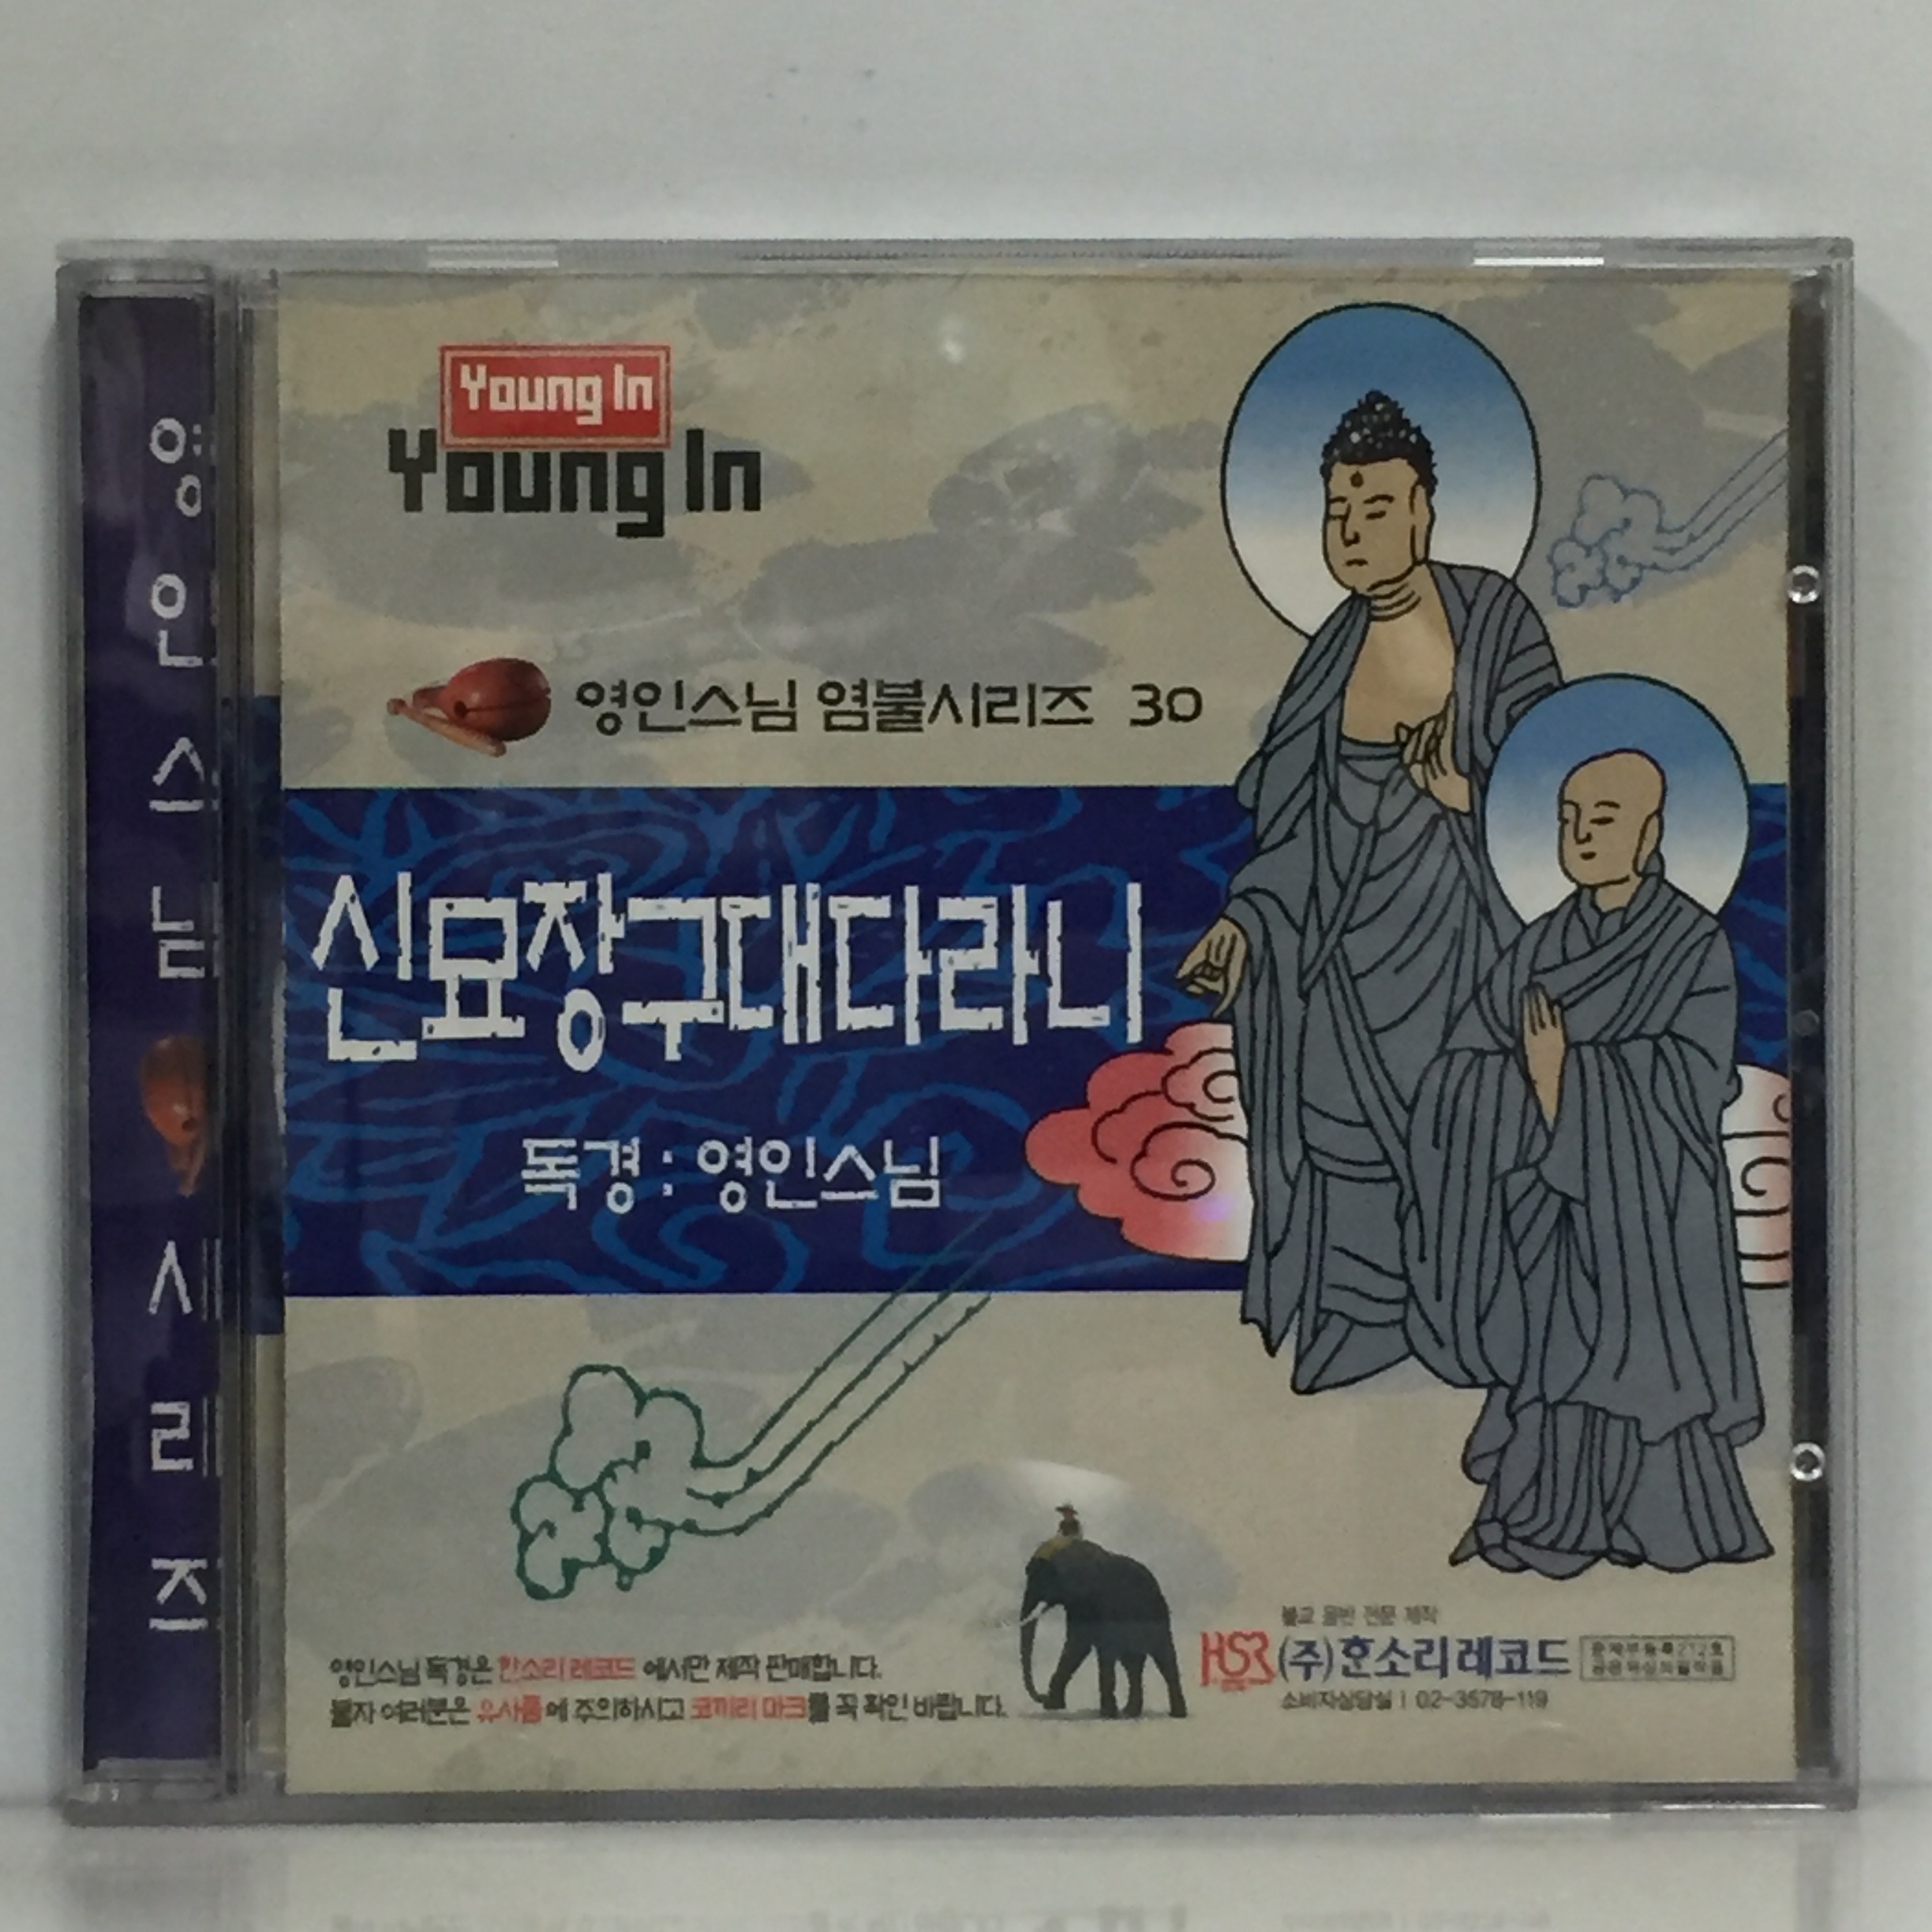 영인스님
시리즈
Young In
Young In
영인스님 염불시리즈 30
신묘장구대다라니
독경 : 영인스님
영인스님 독경은 한소리 레코드 에서만 제작 판매합니다.
불자 여러분은 유사품에 주의하시고 코끼리 마크를 꼭 확인 바랍니다.
불교 음반 전문 제작
HSR (주)한소리레코드
소비자상담실 | 02-3678-119